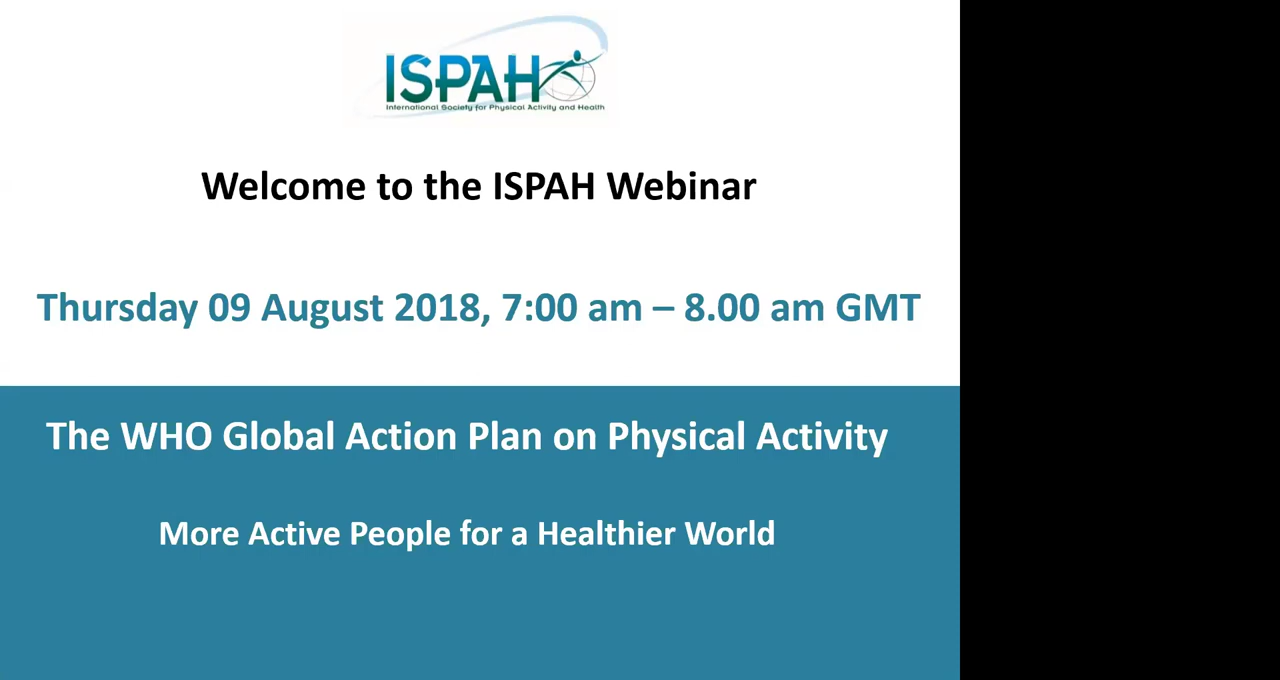 ISPAH
International Society for Physical Activity and Health
Welcome to the ISPAH Webinar
Thursday 09 August 2018, 7:00 am – 8.00 am GMT
The WHO Global Action Plan on Physical Activity
More Active People for a Healthier World